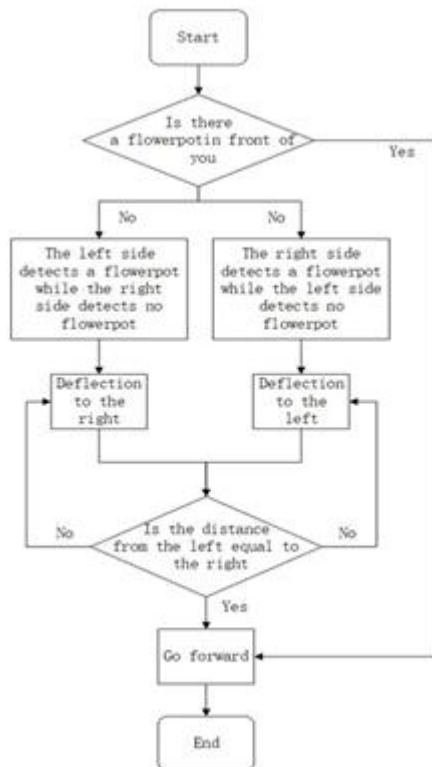 Start
Is there
a flowerpotin front of
you
Yes
No
No
The left side
detects a flowerpot
while the right
side detects no
flowerpot
The right side
detects a flowerpot
while the left side
detects no
flowerpot
Deflection
to the
right
Deflection
to the
left
No
Is the distance
from the left equal to
the right
No
Yes
Go forward
End